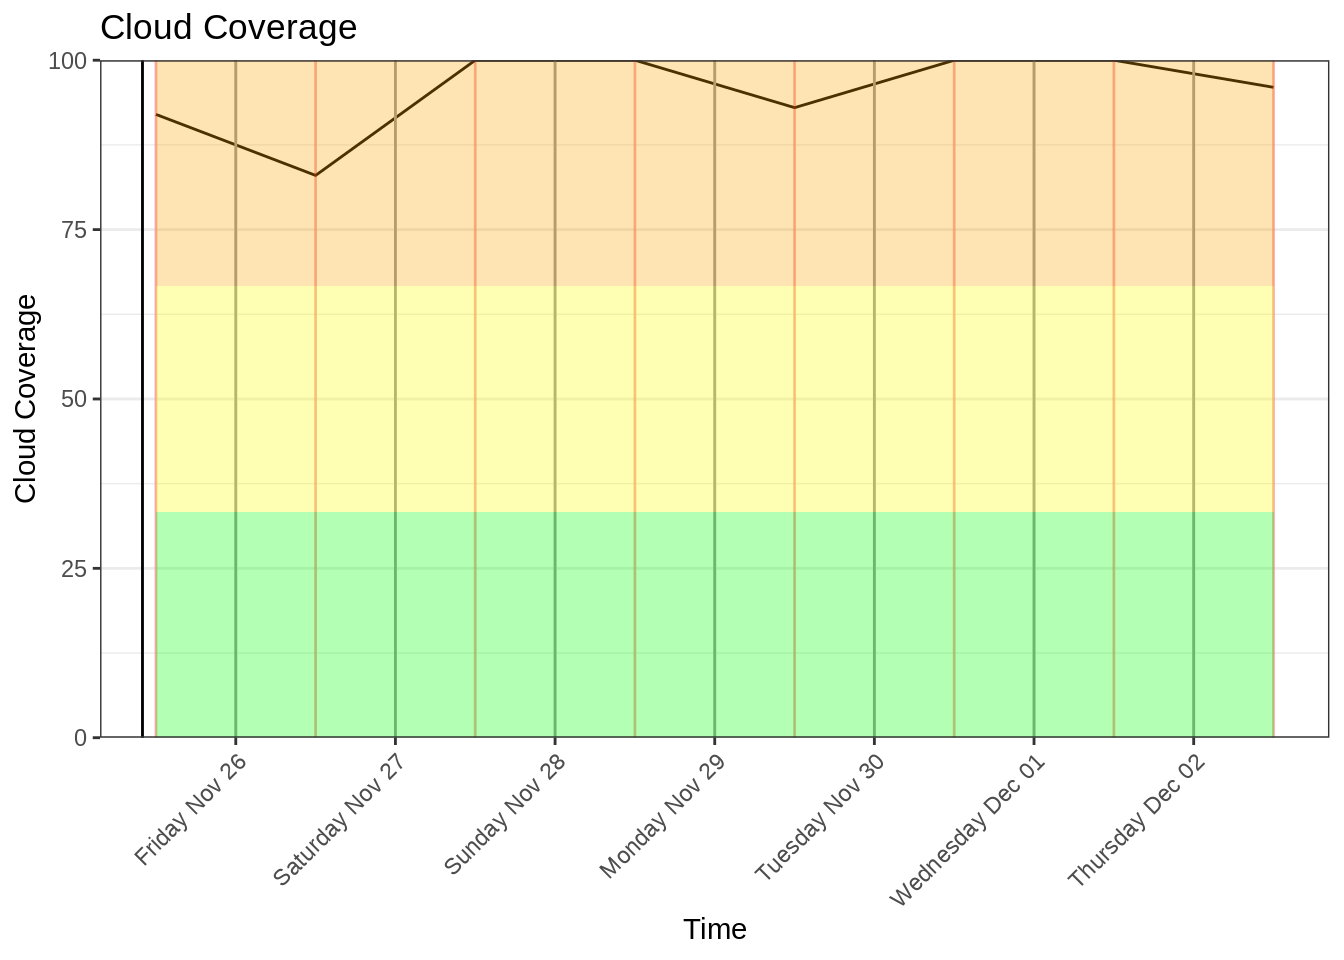 Cloud Coverage
Cloud Coverage
100
75
50
25
0
Friday Nov 26
Saturday Nov 27
Sunday Nov 28
Monday Nov 29
Tuesday Nov 30
Wednesday Dec 01
Thursday Dec 02
Time